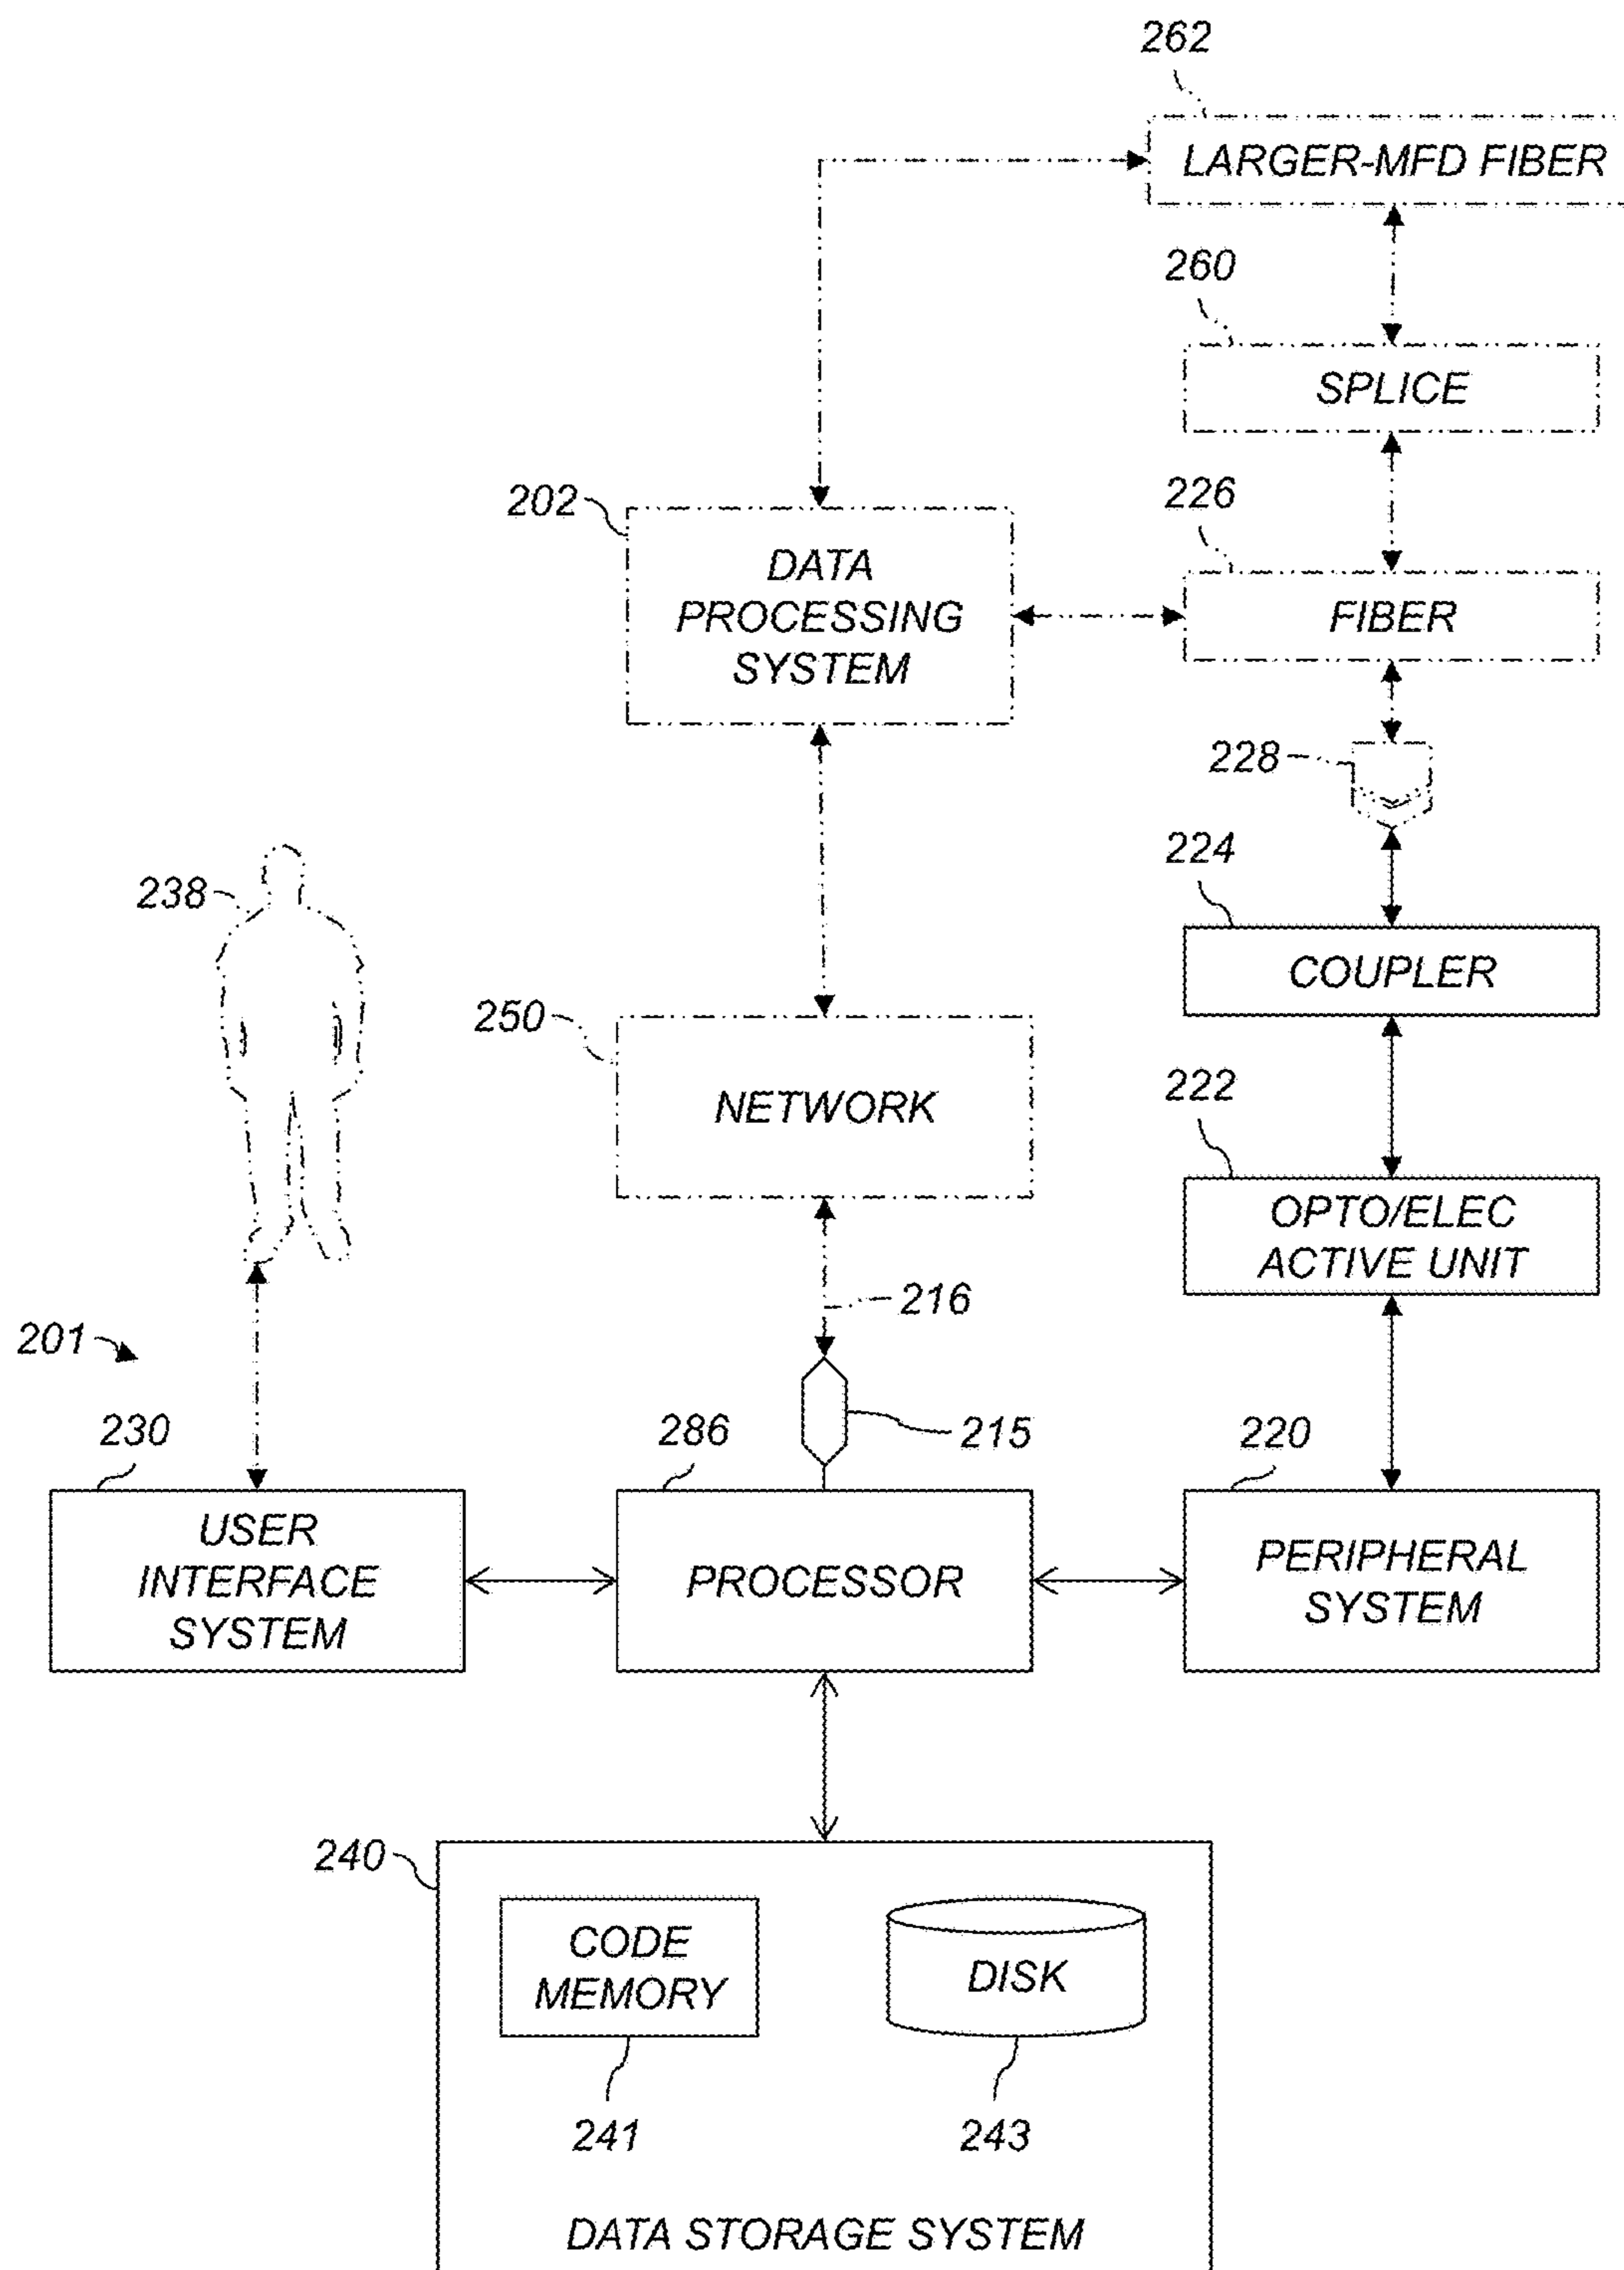 262
LARGER-MFD FIBER
260
SPLICE
202
226
DATA
PROCESSING
SYSTEM
FIBER
228
224
238
COUPLER
250
222
NETWORK
OPTO/ELEC
ACTIVE UNIT
216
201
230
286
215
220
USER
INTERFACE
SYSTEM
PROCESSOR
PERIPHERAL
SYSTEM
240
CODE
MEMORY
DISK
241
243
DATA STORAGE SYSTEM